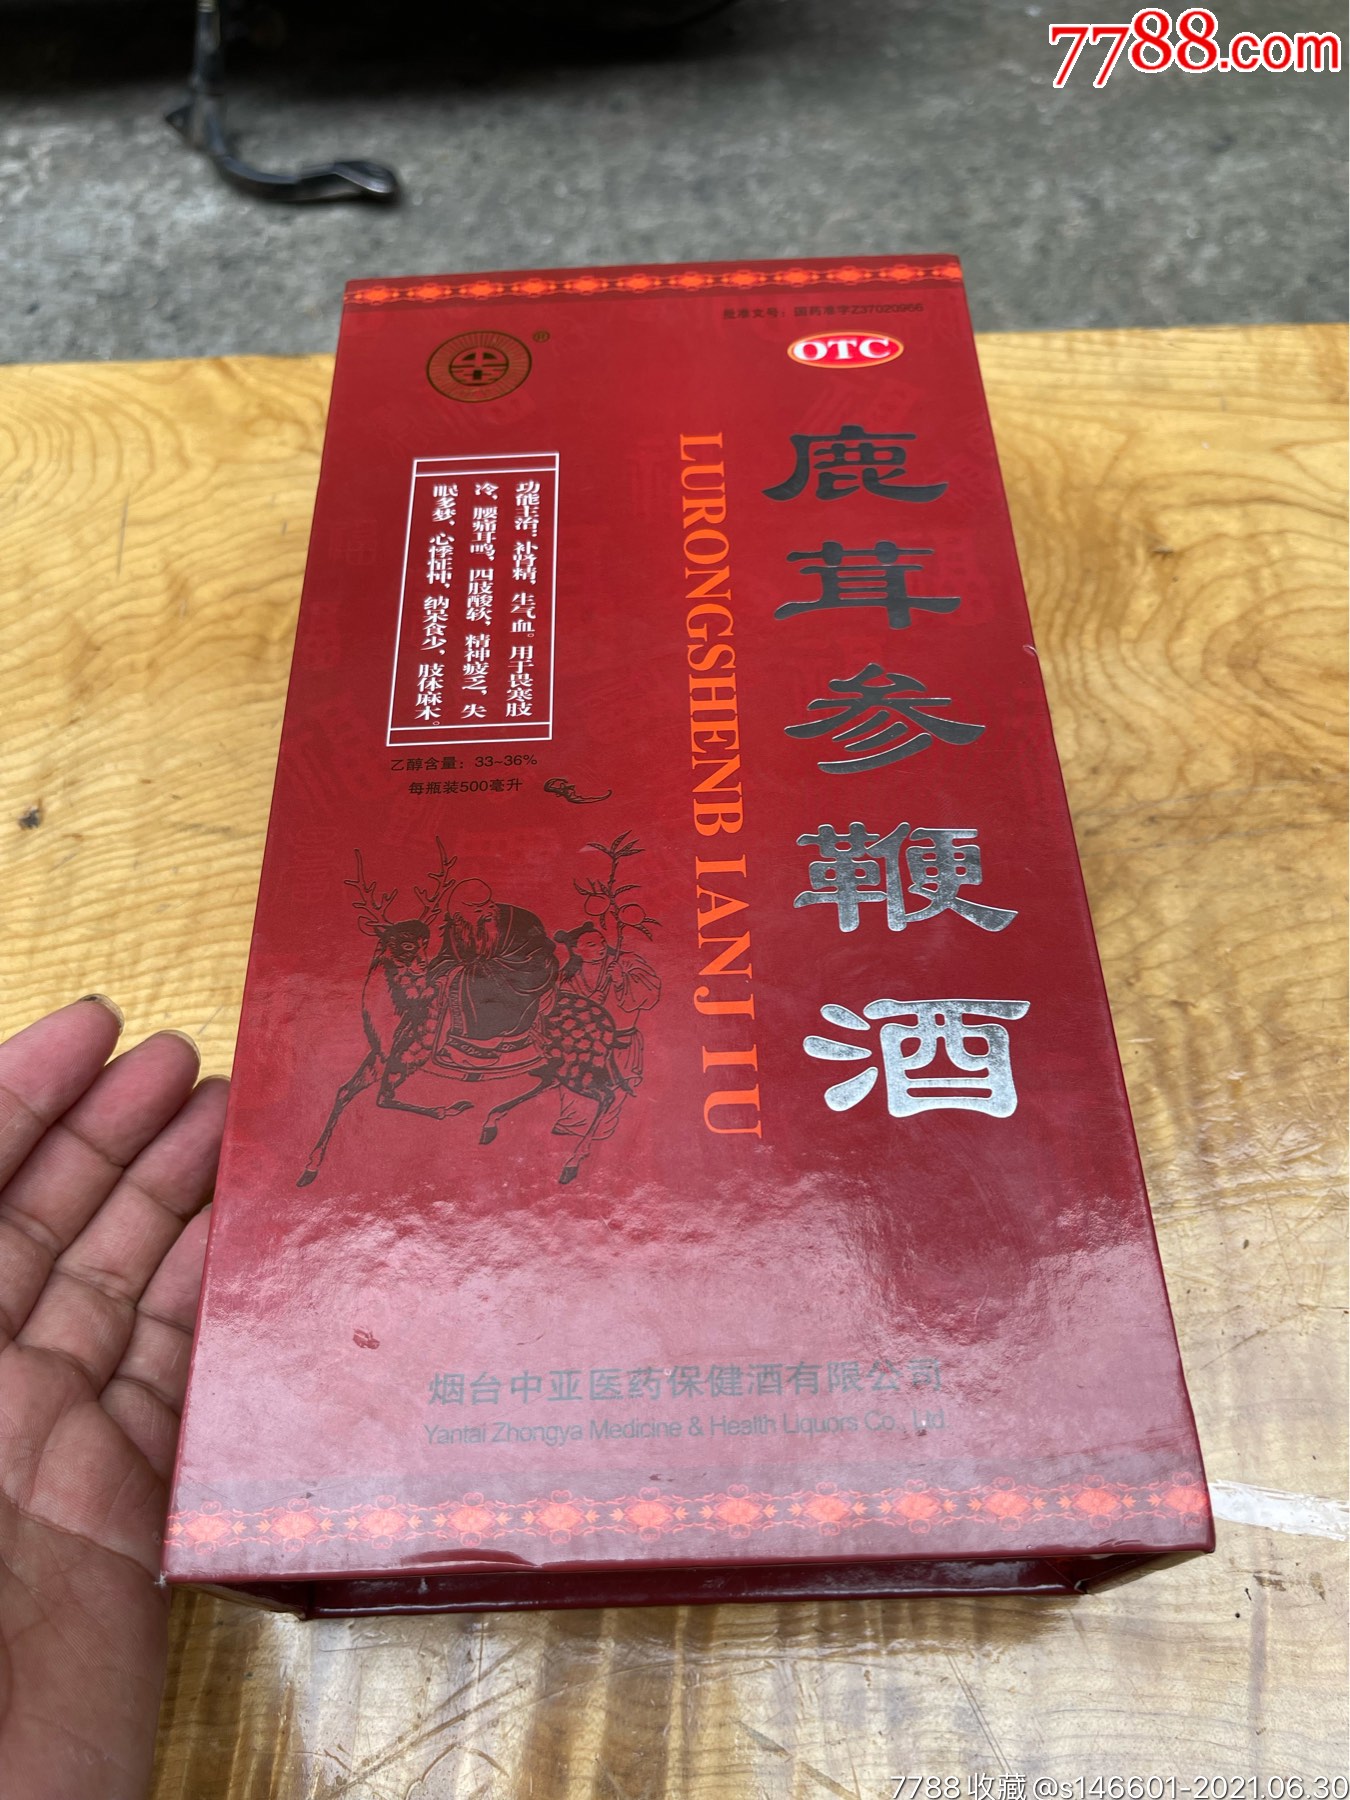 7788.com
批准文号：国药准字Z37020966
OTC
®
鹿茸参鞭酒
LURONGSHENBIANJIU
功能主治：补肾精，生气血。用于畏寒肢
冷，腰痛耳鸣，四肢酸软，精神疲乏，失
眠多梦，心悸怔忡，纳呆食少，肢体麻木。
乙醇含量：33-36%
每瓶装500毫升
烟台中亚医药保健酒有限公司
Yantai Zhongya Medicine & Health Liquors Co., Ltd.
7788收藏@s146601-2021.06.30